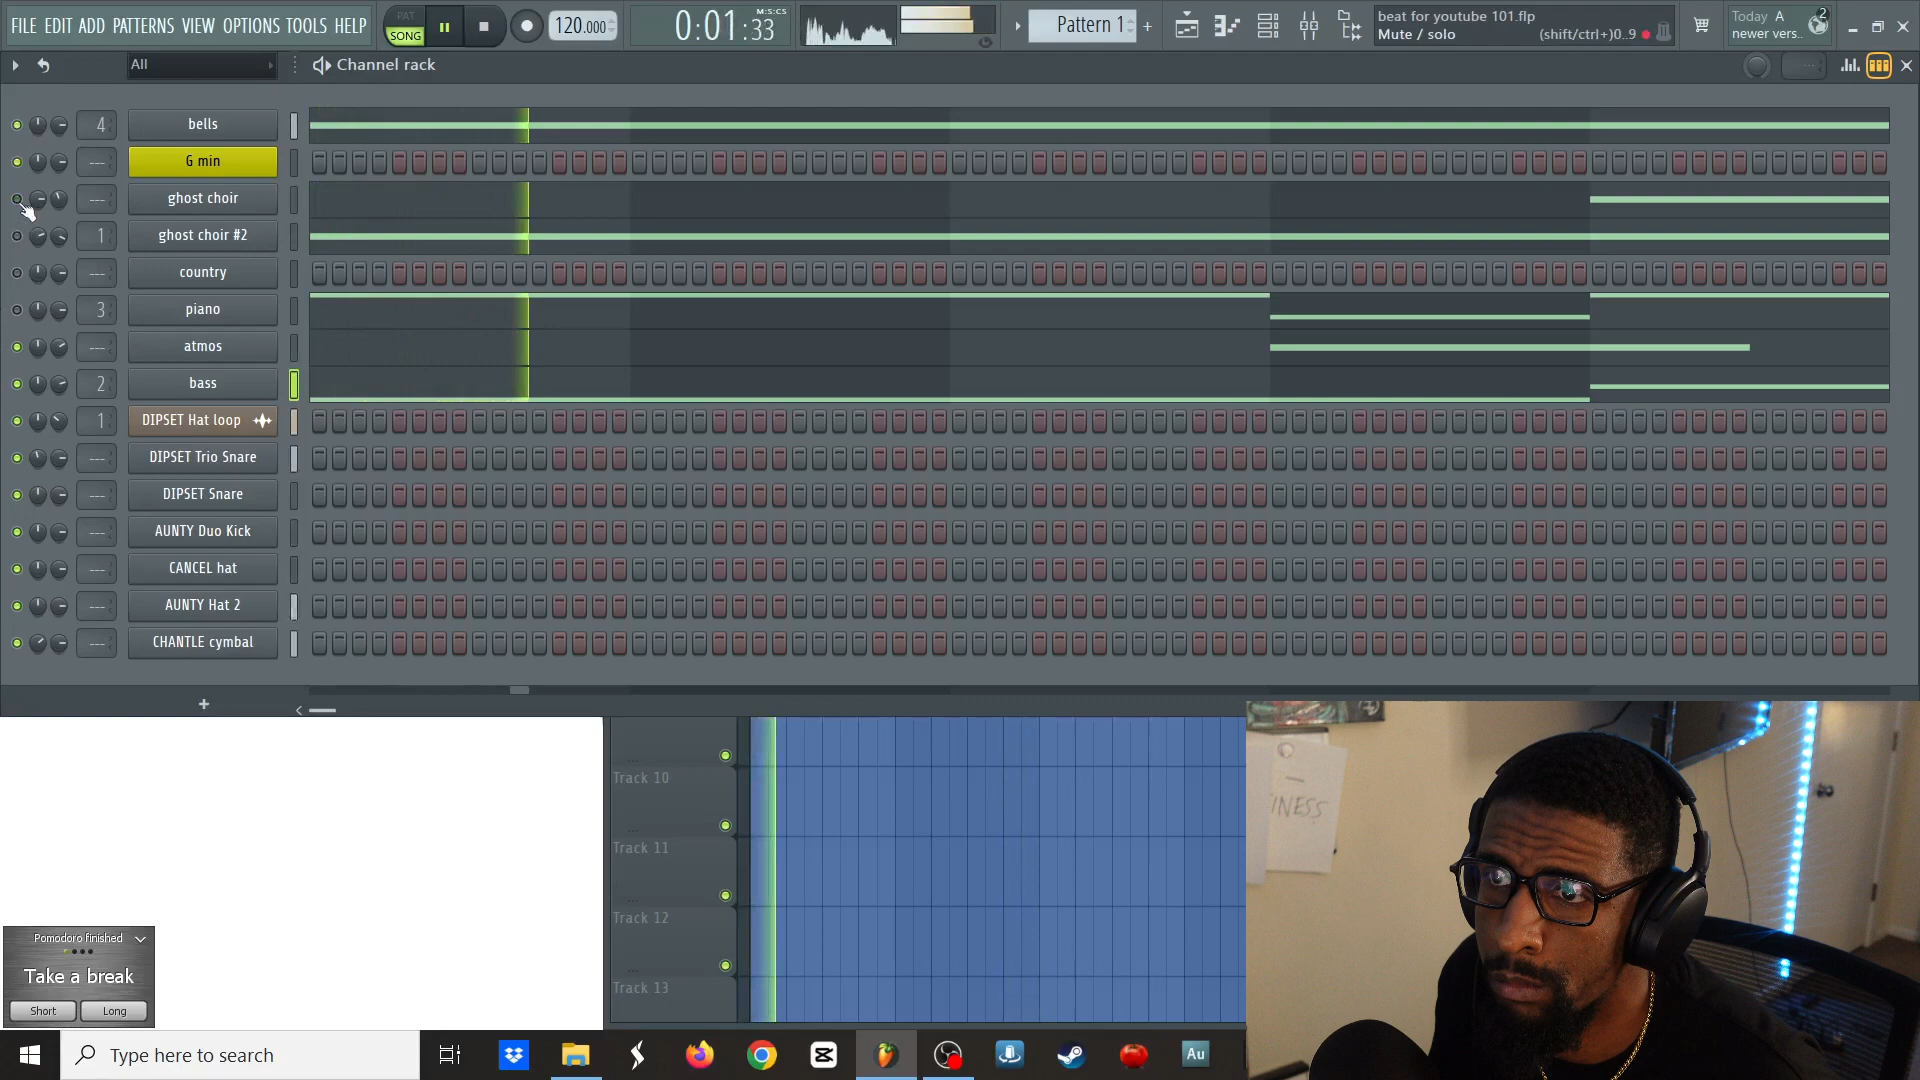 FILE EDIT ADD PATTERNS VIEW OPTIONS TOOLS HELP
PAT
SONG
120.000
0:01:33
M:S:CS
Pattern 1
+
beat for youtube 101.flp
Mute / solo
(shift/ctrl+)0..9
Today A
newer vers..
2
All
Channel rack
4 bells
--- G min
--- ghost choir
1 ghost choir #2
--- country
3 piano
--- atmos
2 bass
1 DIPSET Hat loop
--- DIPSET Trio Snare
--- DIPSET Snare
--- AUNTY Duo Kick
--- CANCEL hat
--- AUNTY Hat 2
--- CHANTLE cymbal
+
Track 10
Track 11
Track 12
Track 13
INESS
Pomodoro finished
Take a break
Short
Long
Type here to search
Au